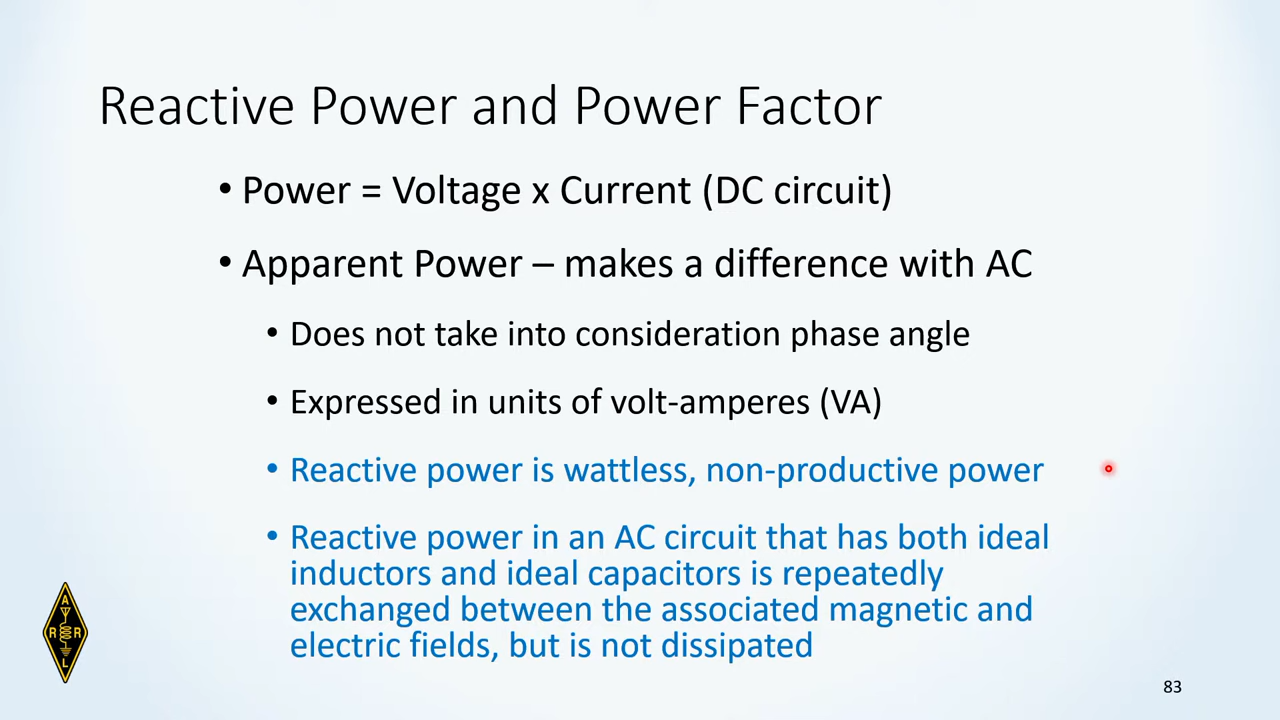 Reactive Power and Power Factor
• Power = Voltage x Current (DC circuit)
• Apparent Power – makes a difference with AC
• Does not take into consideration phase angle
• Expressed in units of volt-amperes (VA)
• Reactive power is wattless, non-productive power
• Reactive power in an AC circuit that has both ideal
inductors and ideal capacitors is repeatedly
exchanged between the associated magnetic and
electric fields, but is not dissipated
A
R R
L
83